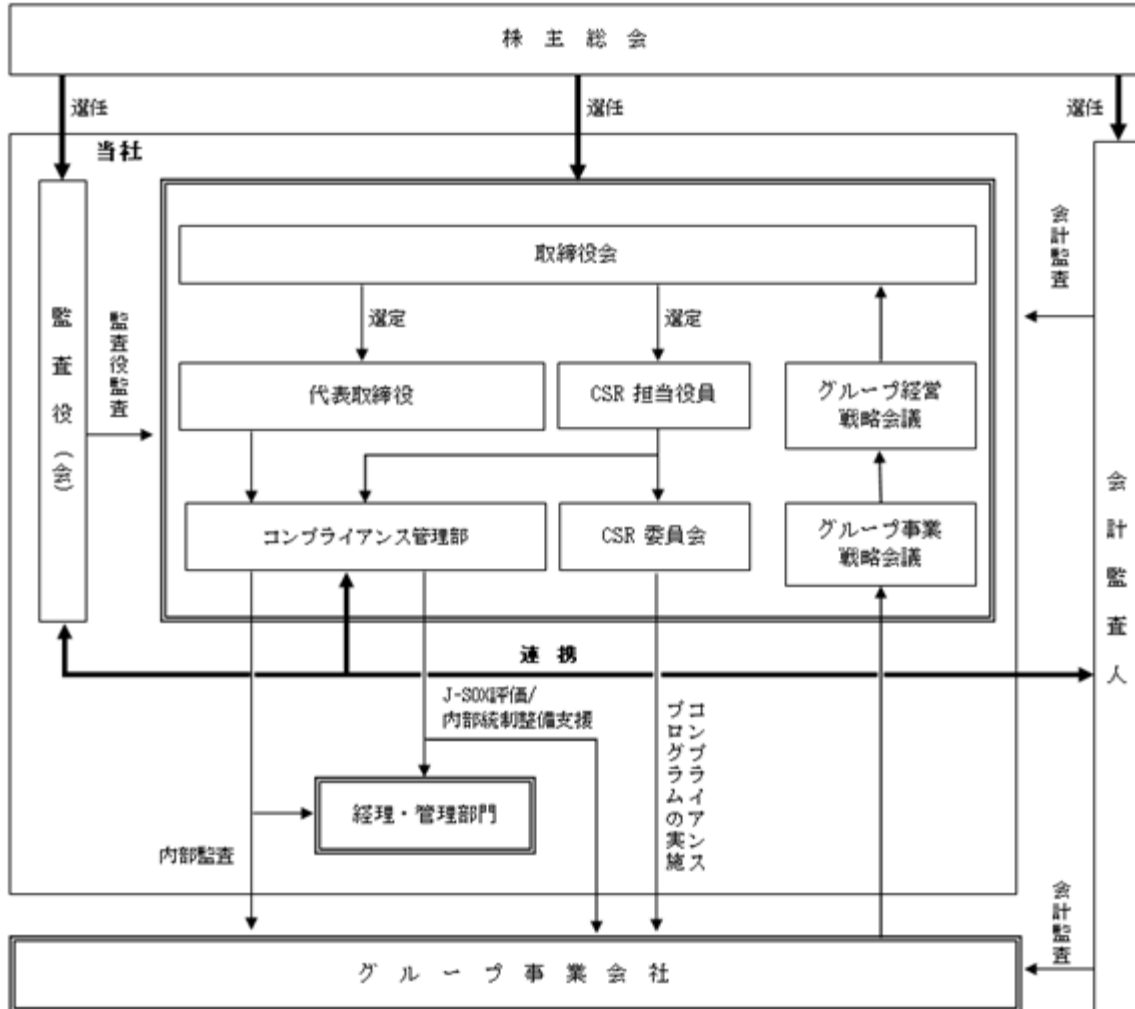 株主総会
選任
選任
選任
当社
取締役会
会計監査
監査役(会)
監査役監査
選定
選定
代表取締役
CSR 担当役員
グループ経営
戦略会議
コンプライアンス管理部
CSR 委員会
グループ事業
戦略会議
会計監査人
連携
J-SOX評価/
内部統制整備支援
コンプライアンス
プログラムの実施
経理・管理部門
内部監査
会計監査
グループ事業会社